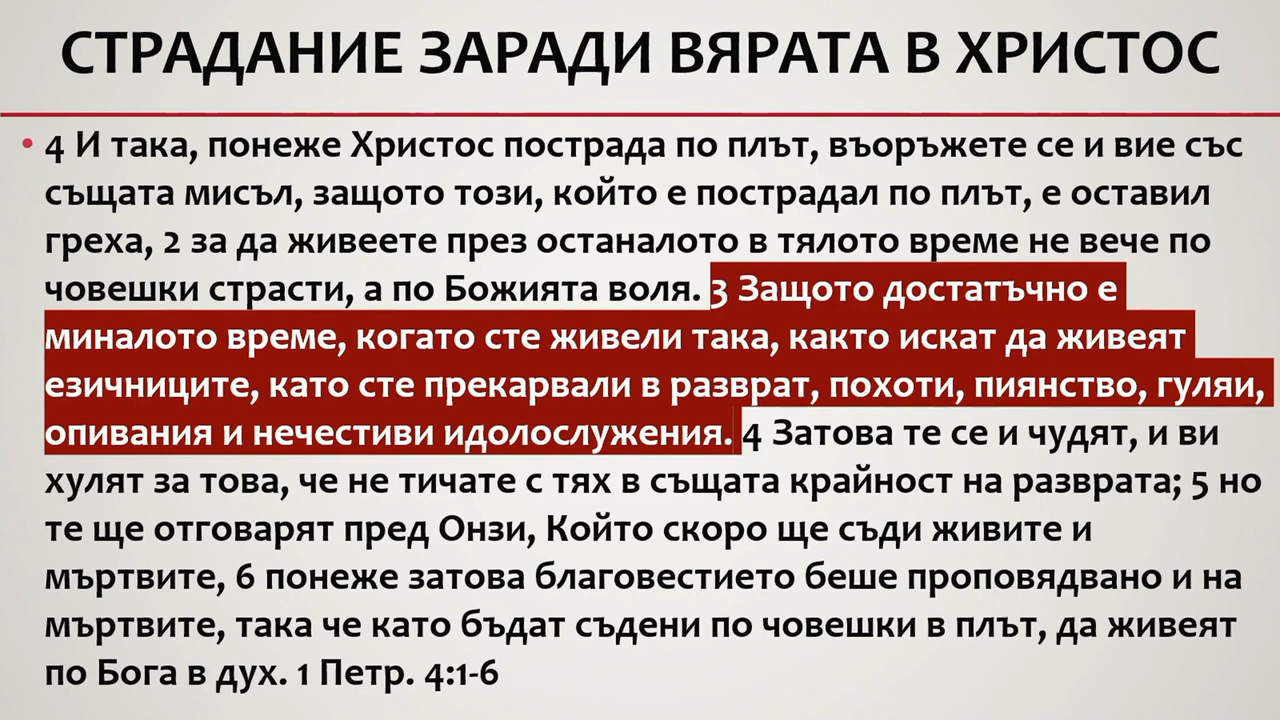 СТРАДАНИЕ ЗАРАДИ ВЯРАТА В ХРИСТОС
• 4 И така, понеже Христос пострада по плът, въоръжете се и вие със
същата мисъл, защото този, който е пострадал по плът, е оставил
греха, 2 за да живеете през останалото в тялото време не вече по
човешки страсти, а по Божията воля. 3 Защото достатъчно е
миналото време, когато сте живели така, както искат да живеят
езичниците, като сте прекарвали в разврат, похоти, пиянство, гуляи,
опивания и нечестиви идолослужения. 4 Затова те се и чудят, и ви
хулят за това, че не тичате с тях в същата крайност на разврата; 5 но
те ще отговарят пред Онзи, Който скоро ще съди живите и
мъртвите, 6 понеже затова благовестието беше проповядвано и на
мъртвите, така че като бъдат съдени по човешки в плът, да живеят
по Бога в дух. 1 Петр. 4:1-6